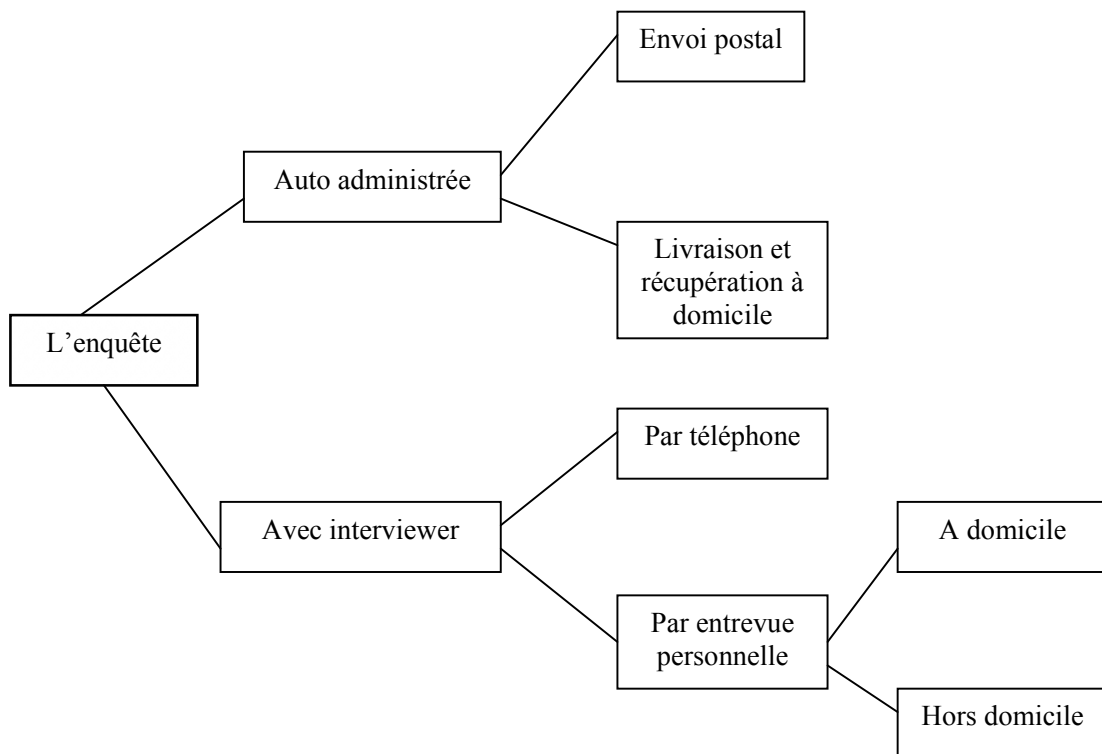 Envoi postal
Auto administrée
Livraison et
récupération à
domicile
L’enquête
Par téléphone
Avec interviewer
A domicile
Par entrevue
personnelle
Hors domicile